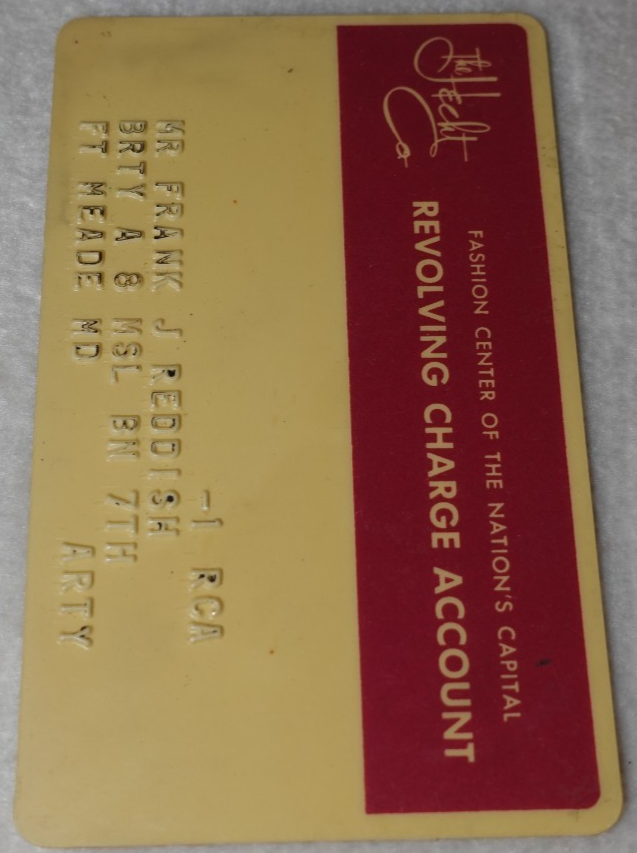 The Hecht Co
FASHION CENTER OF THE NATION'S CAPITAL
REVOLVING CHARGE ACCOUNT
-1 RCA
MR FRANK J REDDISH
BRTY A 8 MSL BN 7TH
FT MEADE MD ARTY